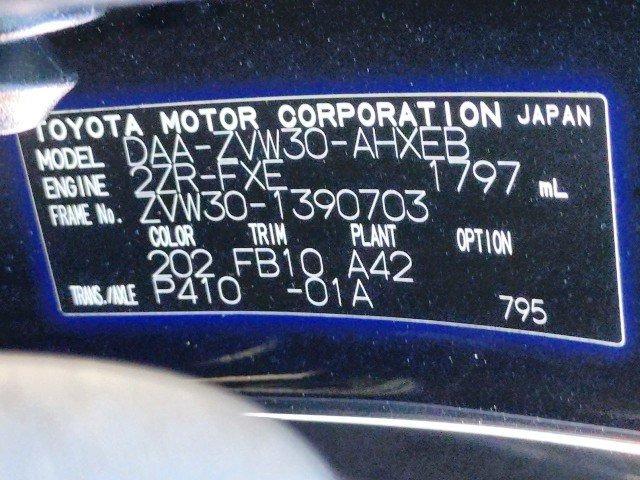 TOYOTA MOTOR CORPORATION JAPAN
MODEL DAA-ZVW30-AHXEB
ENGINE 2ZR-FXE 1797 mL
FRAME No. ZVW30-1390703
COLOR TRIM PLANT OPTION
202 FB10 A42
TRANS./AXLE P410 -01A 795